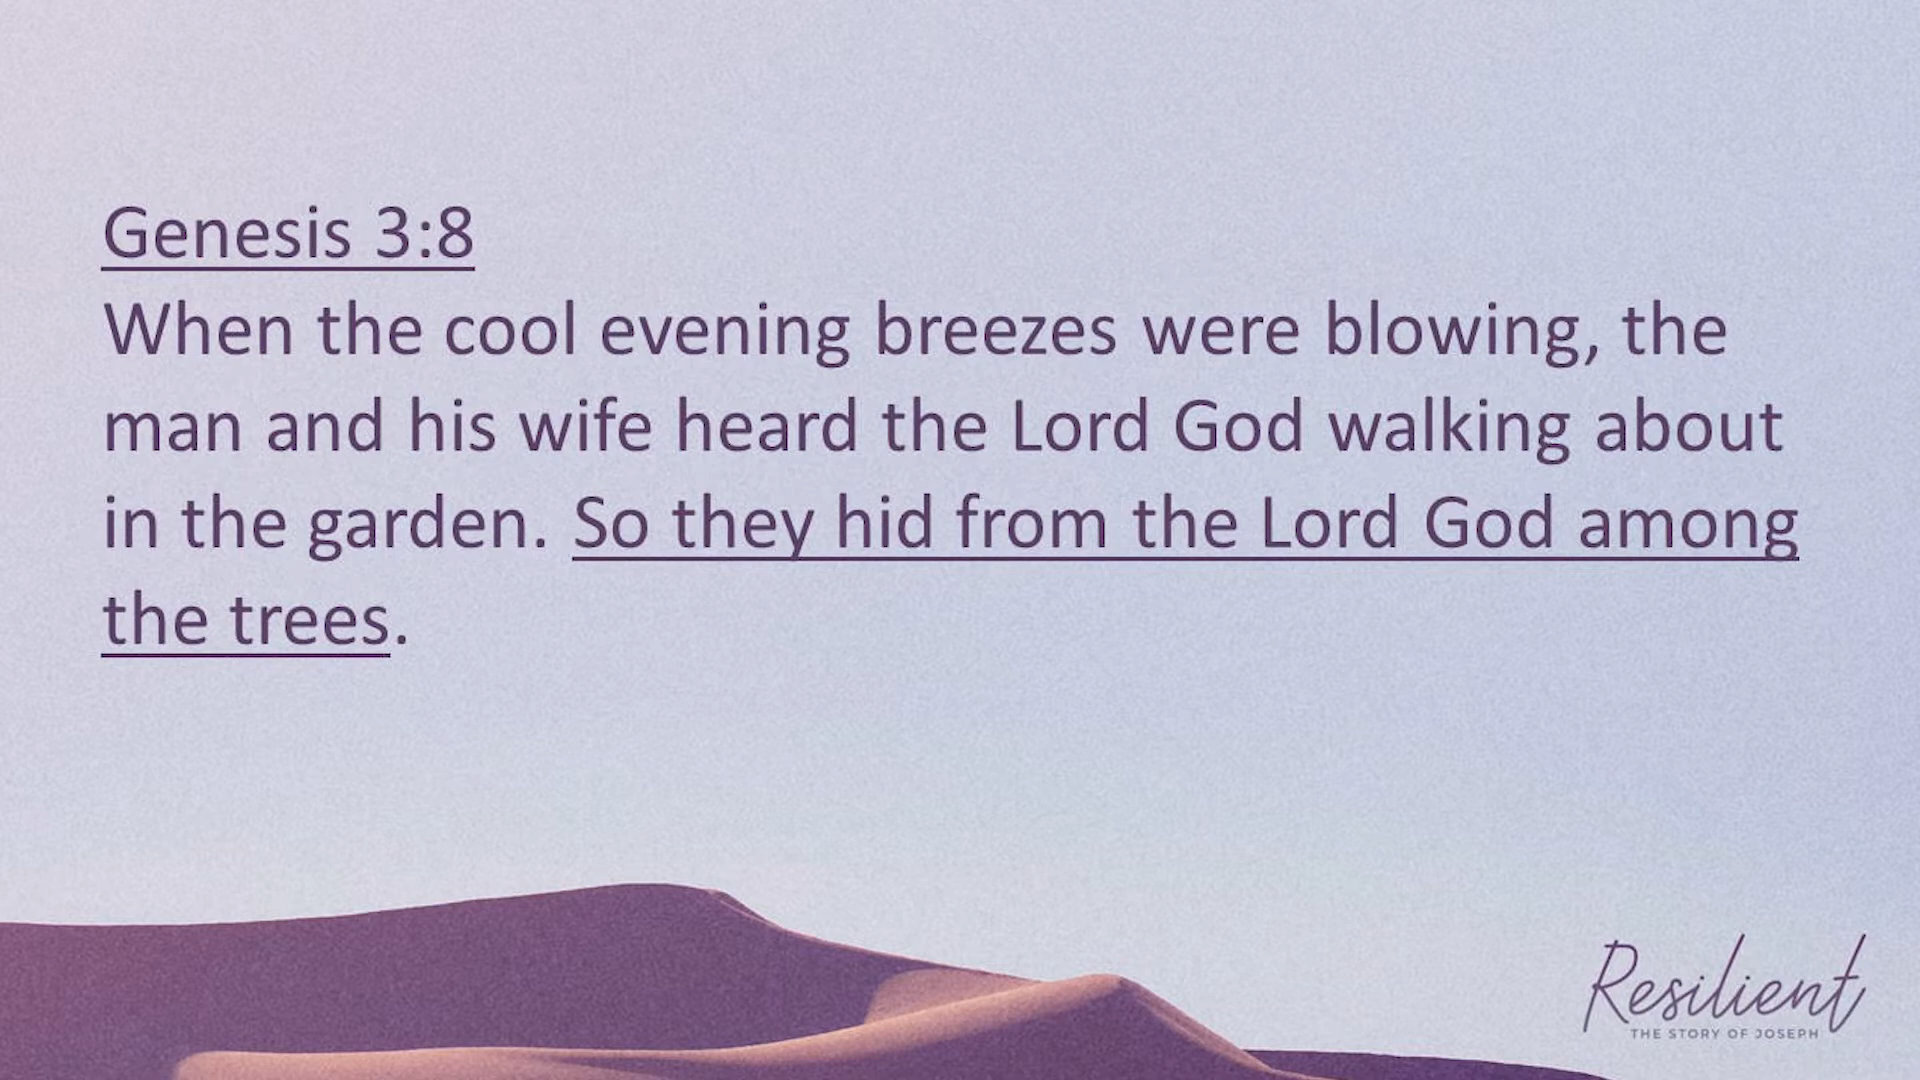 Genesis 3:8
When the cool evening breezes were blowing, the
man and his wife heard the Lord God walking about
in the garden. So they hid from the Lord God among
the trees.
Resilient
THE STORY OF JOSEPH